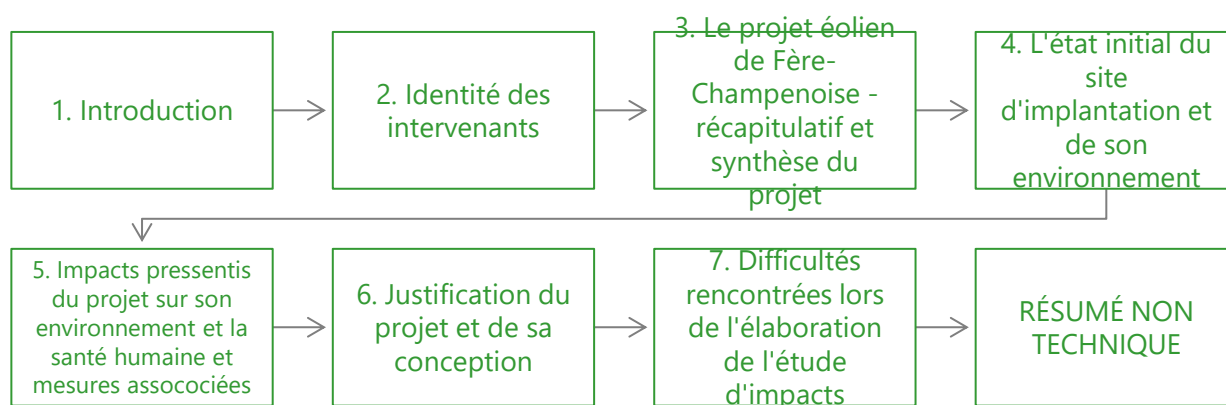 1. Introduction
2. Identité des
intervenants
3. Le projet éolien
de Fère-
Champenoise -
récapitulatif et
synthèse du
projet
4. L'état initial du
site
d'implantation et
de son
environnement
5. Impacts pressentis
du projet sur son
environnement et la
santé humaine et
mesures assocociées
6. Justification du
projet et de sa
conception
7. Difficultés
rencontrées lors
de l'élaboration
de l'étude
d'impacts
RÉSUMÉ NON
TECHNIQUE